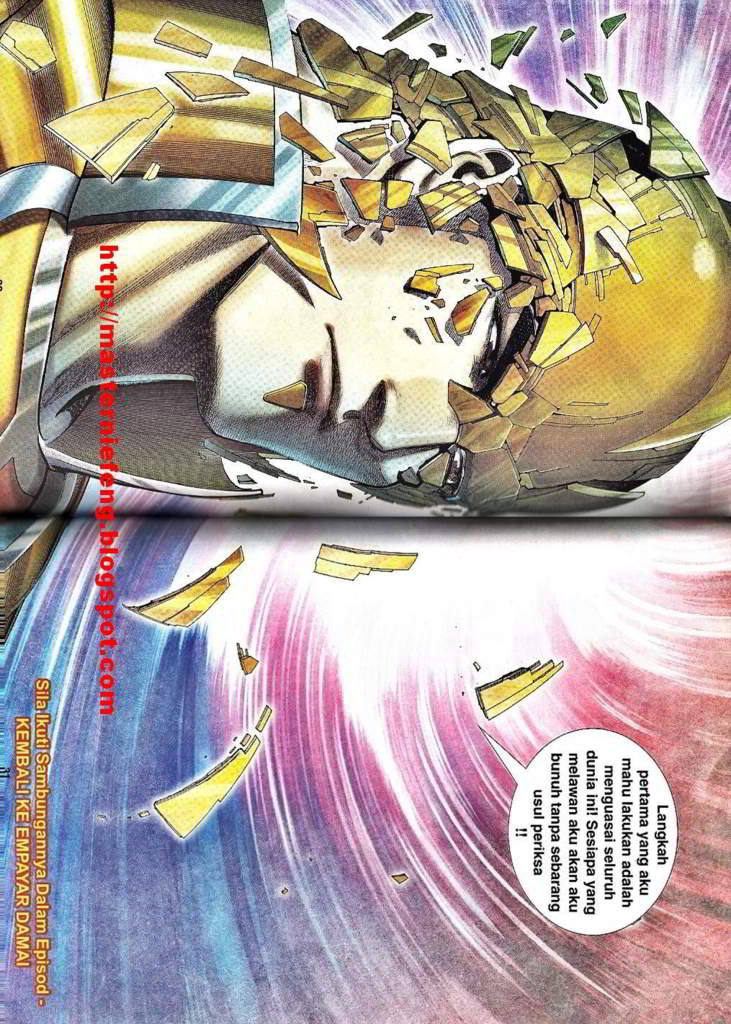 Langkah
pertama yang aku
mahu lakukan adalah
menguasai seluruh
dunia ini! Sesiapa yang
melawan aku akan aku
bunuh tanpa sebarang
usul periksa
!!
http://masterniefeng.blogspot.com
Sila Ikuti Sambungannya Dalam Episod -
KEMBALI KE EMPAYAR DAMAI